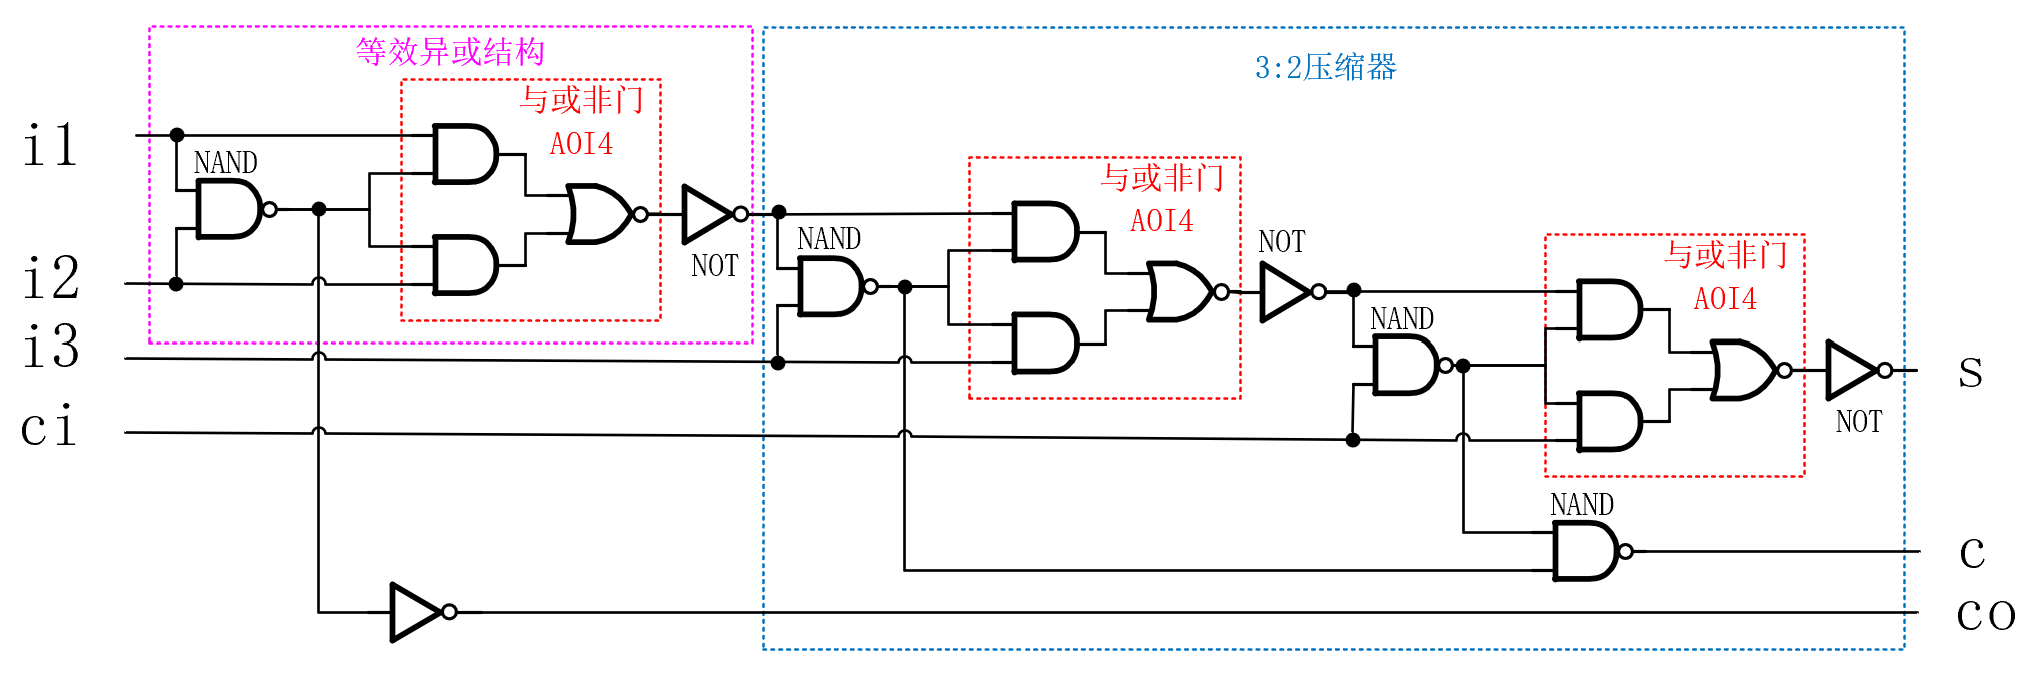 等效异或结构
3:2压缩器
与或非门
AOI4
i1
NAND
与或非门
AOI4
NAND
NOT
NOT
与或非门
AOI4
i2
i3
NAND
S
ci
NOT
NAND
C
CO